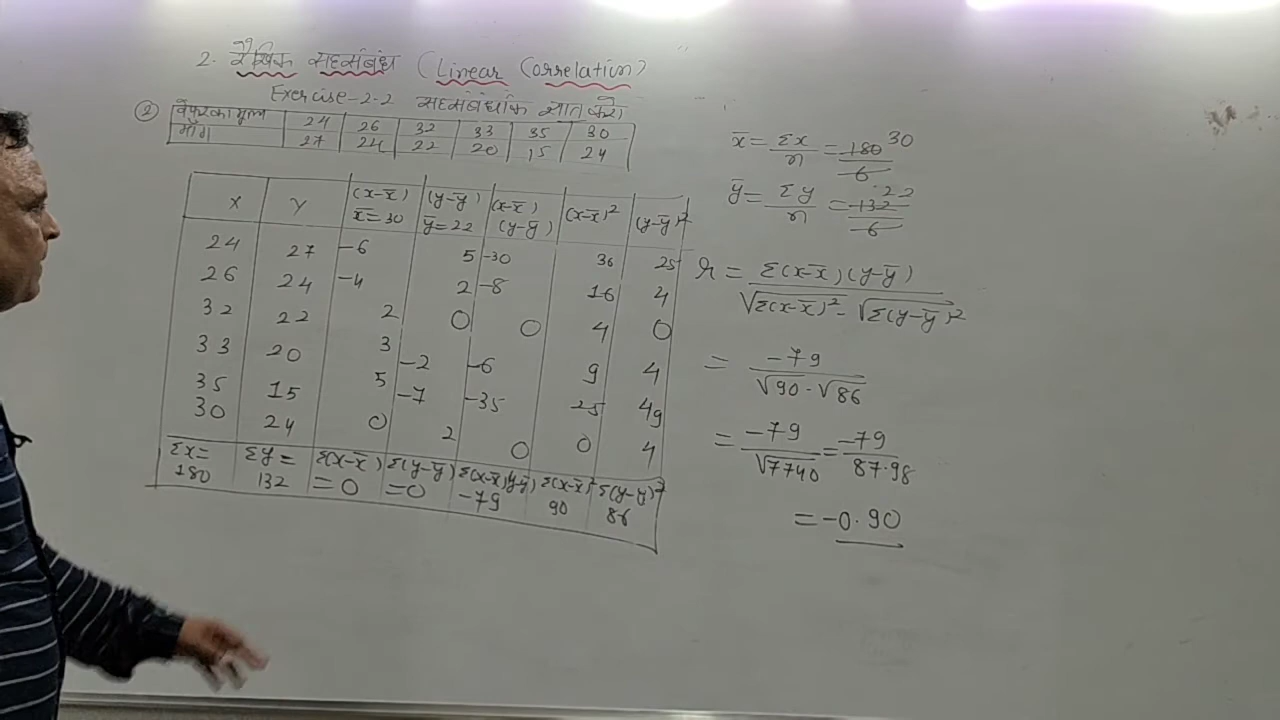 2. रैखिक सहसंबंध (Linear Correlation)
Exercise-2.2 सहसंबंधांक ज्ञात करो
② वेफर का मूल्य 24 26 32 33 35 30
माँग 27 24 22 20 15 24
X Y (x-x̄) x̄=30 (y-ȳ) ȳ=22 (x-x̄)(y-ȳ) (x-x̄)² (y-ȳ)²
24 27 -6 5 -30 36 25
26 24 -4 2 -8 16 4
32 22 2 0 0 4 0
33 20 3 -2 -6 9 4
35 15 5 -7 -35 25 49
30 24 0 2 0 0 4
Σx= 180 Σy= 132 Σ(x-x̄) =0 Σ(y-ȳ) =0 Σ(x-x̄)(y-ȳ) -79 Σ(x-x̄)² 90 Σ(y-ȳ)² 86
x̄ = Σx/n = 180/6 30
ȳ = Σy/n = 132/6 22
r = Σ(x-x̄)(y-ȳ) / √Σ(x-x̄)² - √Σ(y-ȳ)²
= -79 / √90 . √86
= -79 / √7740 = -79 / 87.98
= -0.90